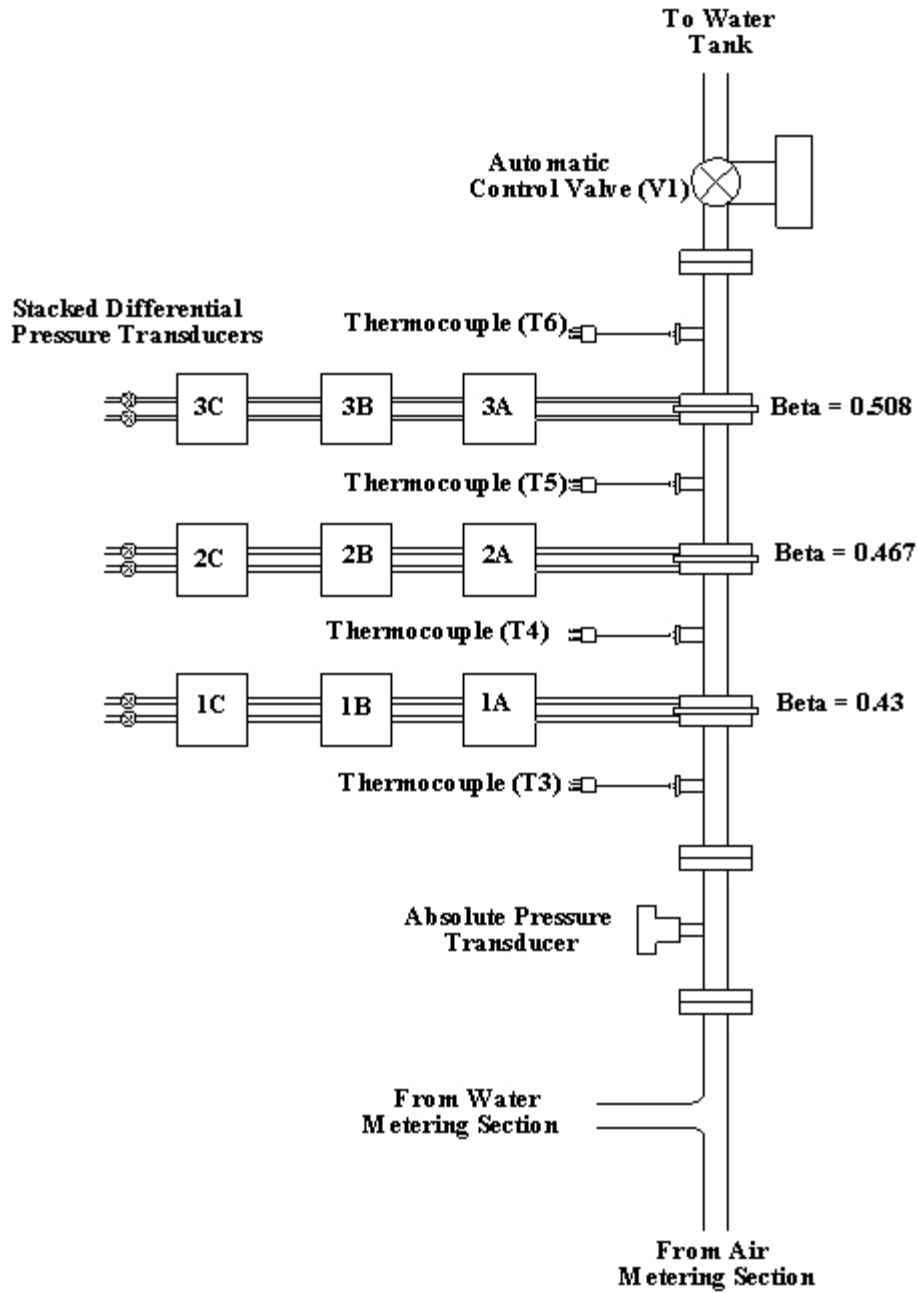 To Water
Tank
Automatic
Control Valve (V1)
Stacked Differential
Pressure Transducers
Thermocouple (T6)
3C
3B
3A
Beta = 0.508
Thermocouple (T5)
2C
2B
2A
Beta = 0.467
Thermocouple (T4)
1C
1B
1A
Beta = 0.43
Thermocouple (T3)
Absolute Pressure
Transducer
From Water
Metering Section
From Air
Metering Section